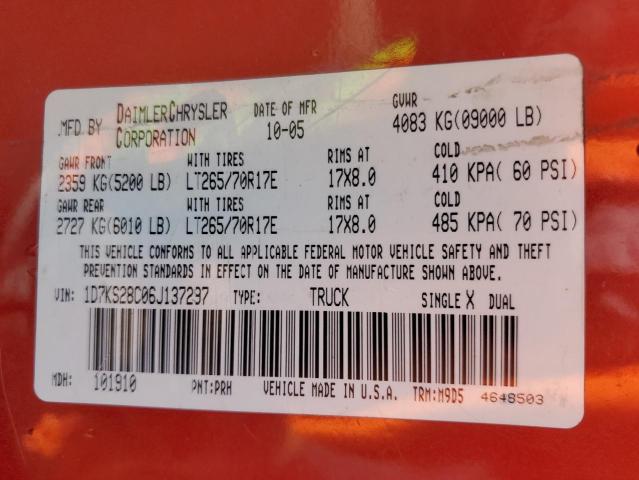 MFD BY DAIMLERCHRYSLER CORPORATION DATE OF MFR 10-05 GVWR 4083 KG(09000 LB)
GAWR FRONT WITH TIRES RIMS AT COLD
2359 KG(5200 LB) LT265/70R17E 17X8.0 410 KPA( 60 PSI)
GAWR REAR WITH TIRES RIMS AT COLD
2727 KG(6010 LB) LT265/70R17E 17X8.0 485 KPA( 70 PSI)
THIS VEHICLE CONFORMS TO ALL APPLICABLE FEDERAL MOTOR VEHICLE SAFETY AND THEFT
PREVENTION STANDARDS IN EFFECT ON THE DATE OF MANUFACTURE SHOWN ABOVE.
VIN: 1D7KS28C06J137297 TYPE: TRUCK SINGLE X DUAL
MDH: 101910 PNT:PRH VEHICLE MADE IN U.S.A. TRM:M9D5 4648503